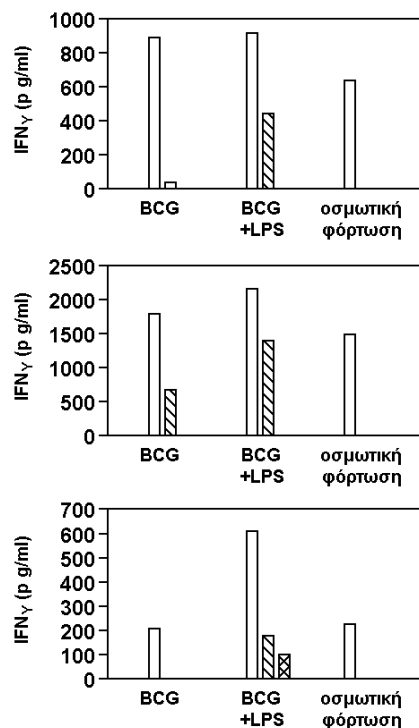 1000
800
600
400
200
0
IFNγ (p g/ml)
BCG
BCG
+LPS
οσμωτική
φόρτωση
2500
2000
1500
1000
500
0
IFNγ (p g/ml)
BCG
BCG
+LPS
οσμωτική
φόρτωση
700
600
500
400
300
200
100
0
IFNγ (p g/ml)
BCG
BCG
+LPS
οσμωτική
φόρτωση